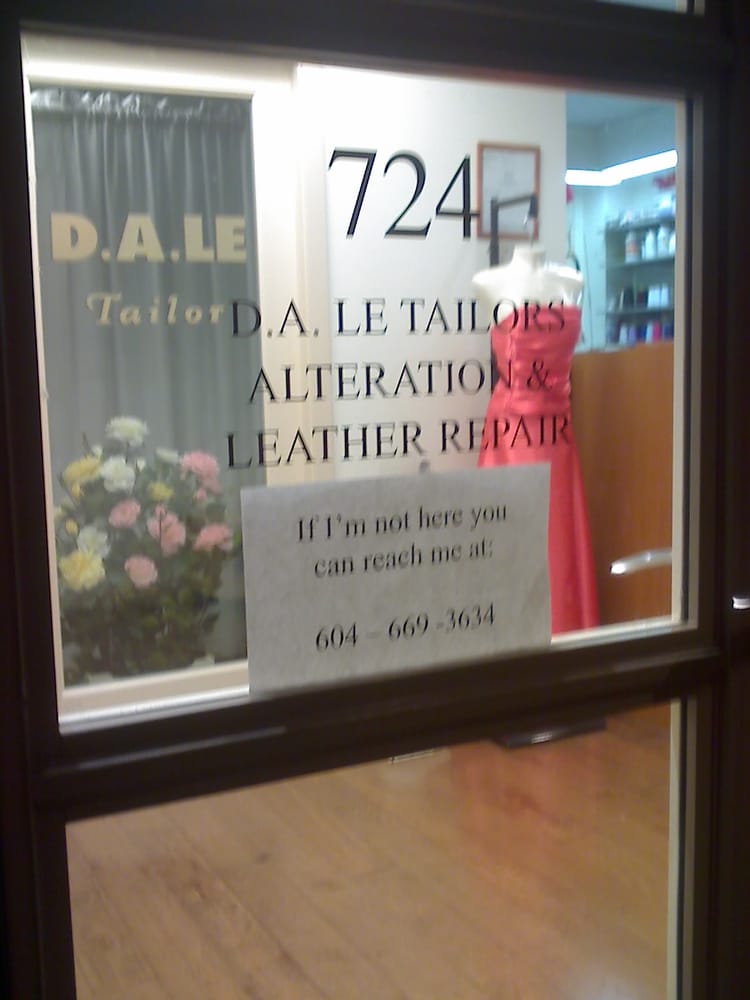 724
D.A.LE
Tailor
D.A. LE TAILORS
ALTERATION &
LEATHER REPAIR
If I'm not here you
can reach me at:
604 – 669 -3634